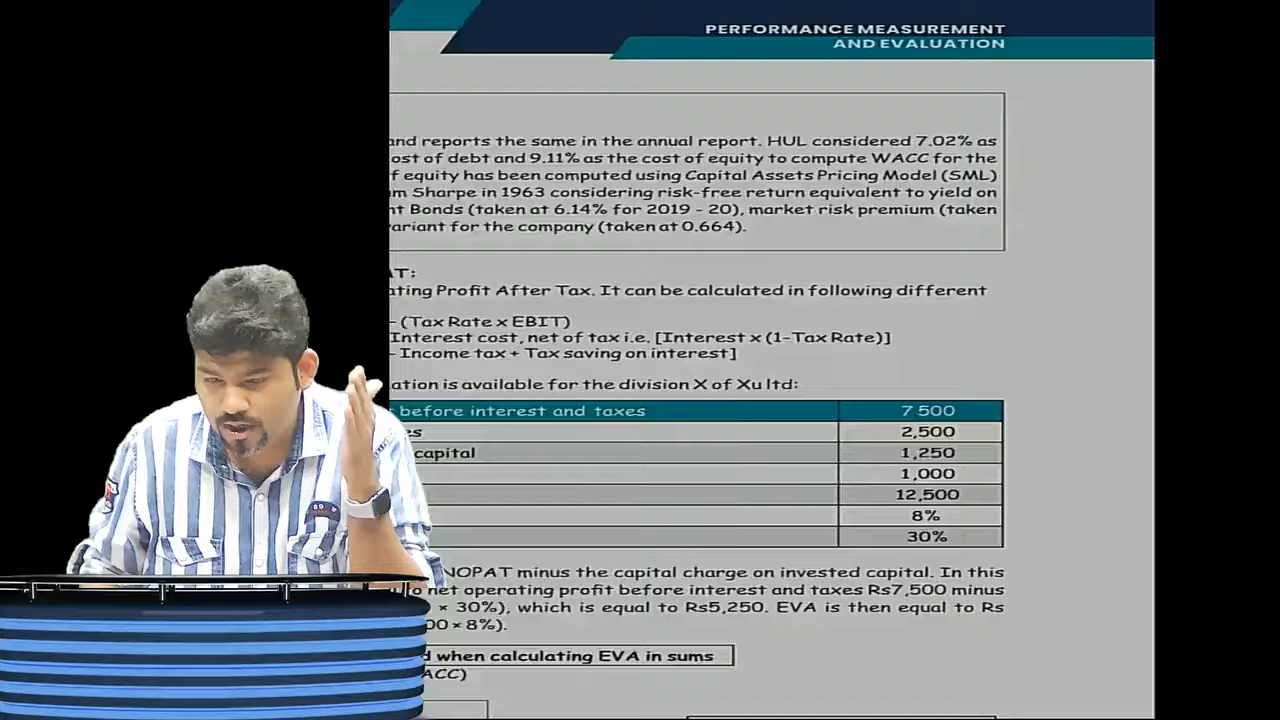 PERFORMANCE MEASUREMENT
AND EVALUATION
and reports the same in the annual report. HUL considered 7.02% as
ost of debt and 9.11% as the cost of equity to compute WACC for the
f equity has been computed using Capital Assets Pricing Model (SML)
m Sharpe in 1963 considering risk-free return equivalent to yield on
nt Bonds (taken at 6.14% for 2019 - 20), market risk premium (taken
ariant for the company (taken at 0.664).
AT:
ating Profit After Tax. It can be calculated in following different
- (Tax Rate x EBIT)
Interest cost, net of tax i.e. [Interest x (1-Tax Rate)]
- Income tax + Tax saving on interest]
ation is available for the division X of Xu ltd:
before interest and taxes 7 500
es 2,500
capital 1,250
1,000
12,500
8%
30%
NOPAT minus the capital charge on invested capital. In this
o net operating profit before interest and taxes Rs7,500 minus
× 30%), which is equal to Rs5,250. EVA is then equal to Rs
00 × 8%).
d when calculating EVA in sums
ACC)